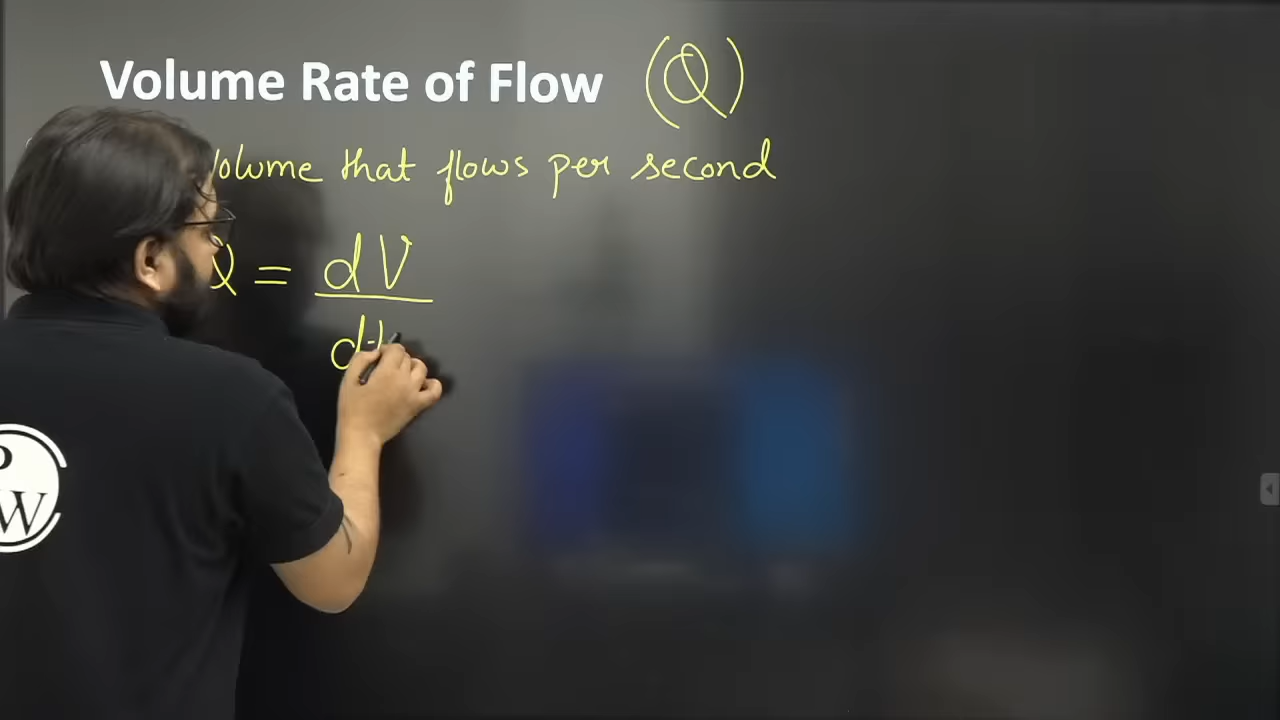 Volume Rate of Flow (Q)
Volume that flows per second
Q = dV
dt
P
W